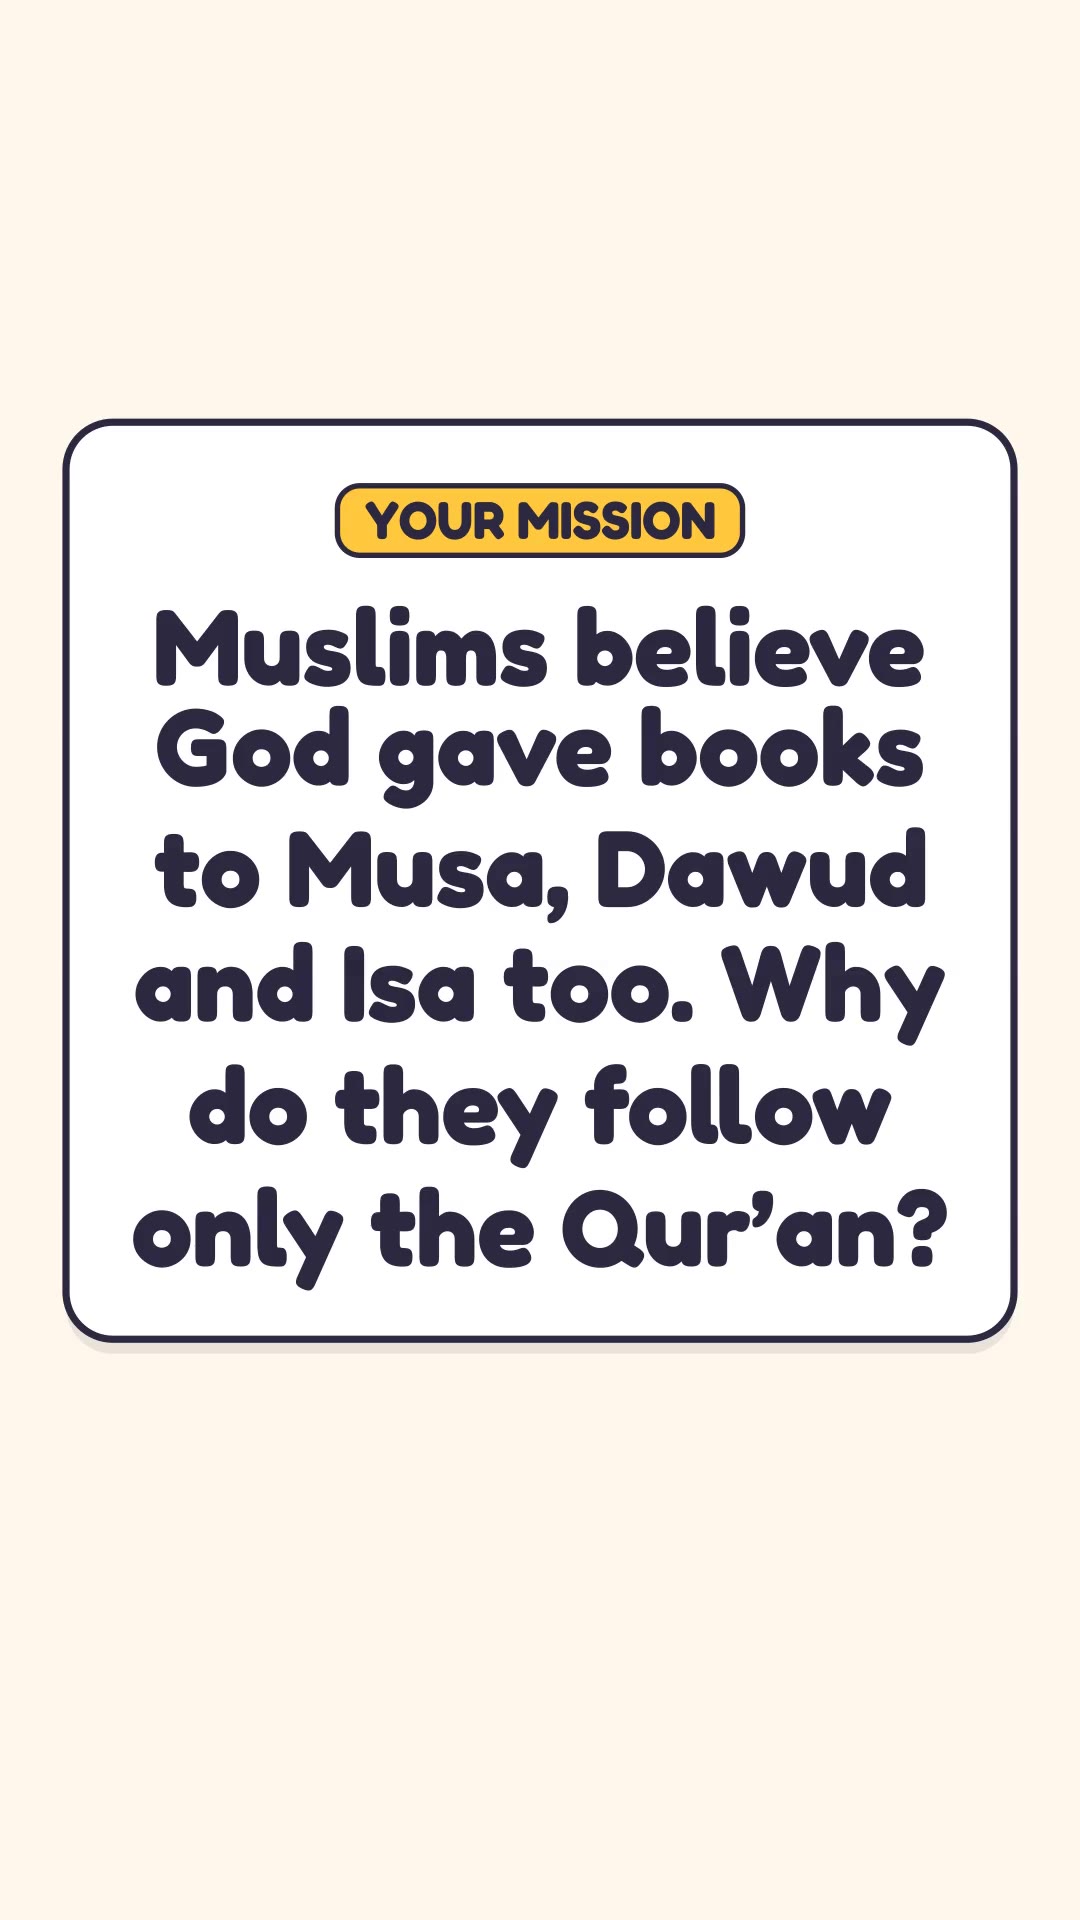 YOUR MISSION
Muslims believe
God gave books
to Musa, Dawud
and Isa too. Why
do they follow
only the Qur’an?